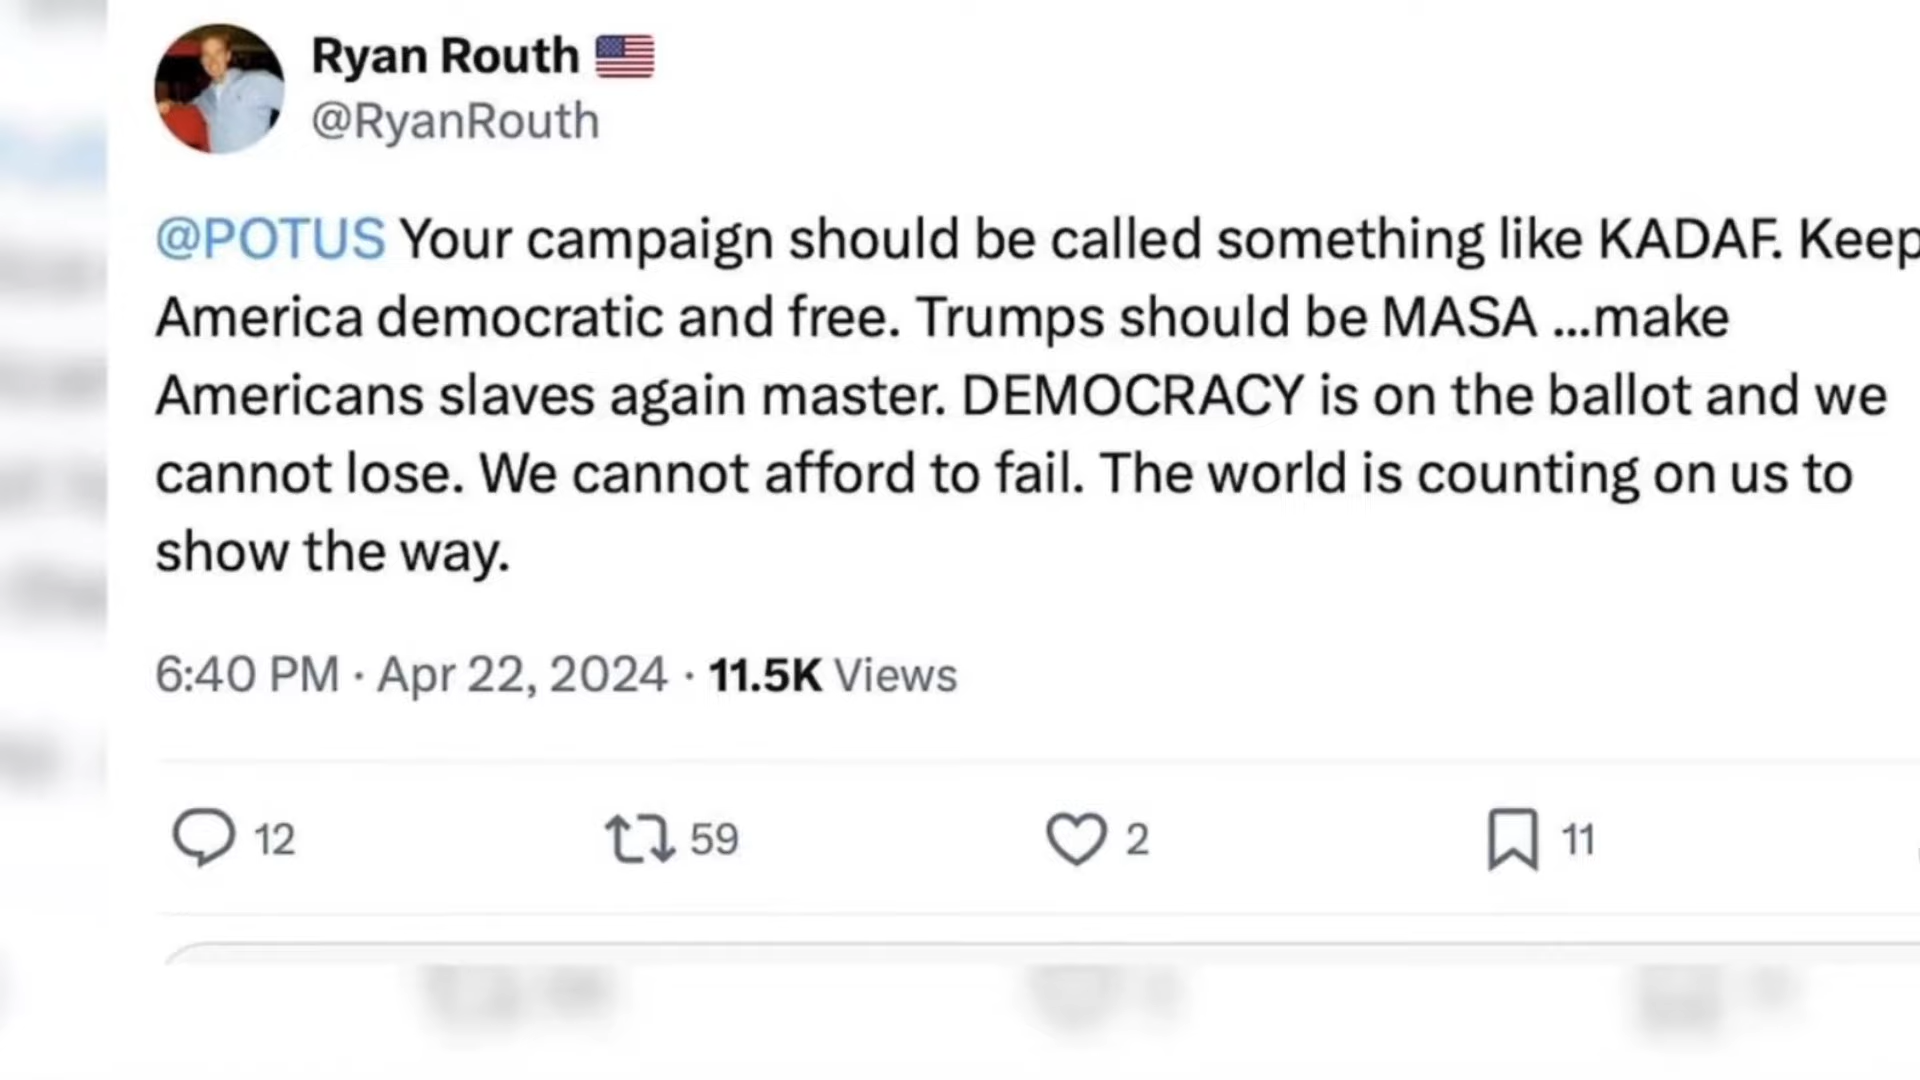 Ryan Routh
@RyanRouth
@POTUS Your campaign should be called something like KADAF. Keep
America democratic and free. Trumps should be MASA ...make
Americans slaves again master. DEMOCRACY is on the ballot and we
cannot lose. We cannot afford to fail. The world is counting on us to
show the way.
6:40 PM · Apr 22, 2024 · 11.5K Views
12 59 2 11